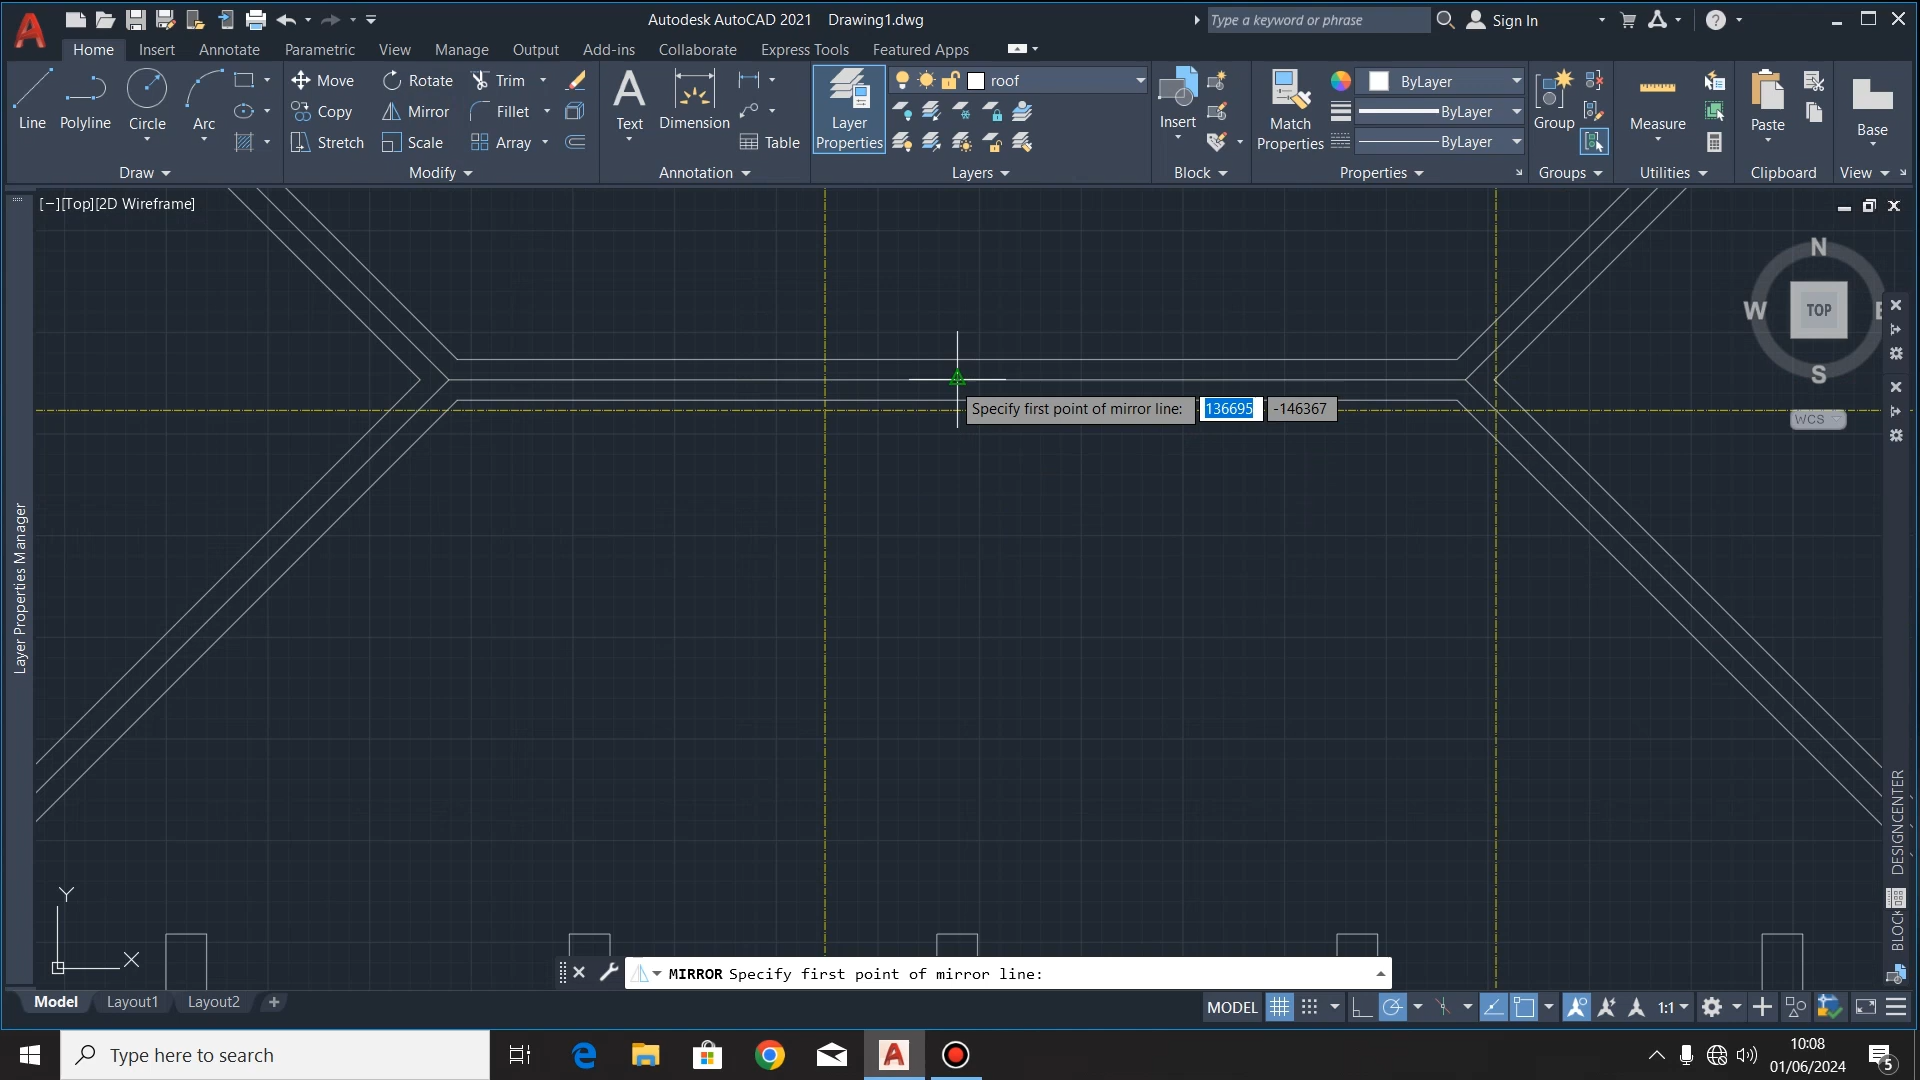 Autodesk AutoCAD 2021 Drawing1.dwg
Type a keyword or phrase
Sign In
Home Insert Annotate Parametric View Manage Output Add-ins Collaborate Express Tools Featured Apps
Line
Polyline
Circle
Arc
Draw
Move
Rotate
Trim
Copy
Mirror
Fillet
Stretch
Scale
Array
Modify
Text
Dimension
Table
Annotation
Layer
Properties
roof
Layers
Insert
Block
Match
Properties
ByLayer
ByLayer
ByLayer
Properties
Group
Groups
Measure
Utilities
Paste
Clipboard
Base
View
[−][Top][2D Wireframe]
N
W
TOP
E
S
WCS
Specify first point of mirror line: 136695 -146367
Layer Properties Manager
DESIGNCENTER
BLOCK
Y
X
MIRROR Specify first point of mirror line:
Model Layout1 Layout2
MODEL
1:1
Type here to search
10:08
01/06/2024
5